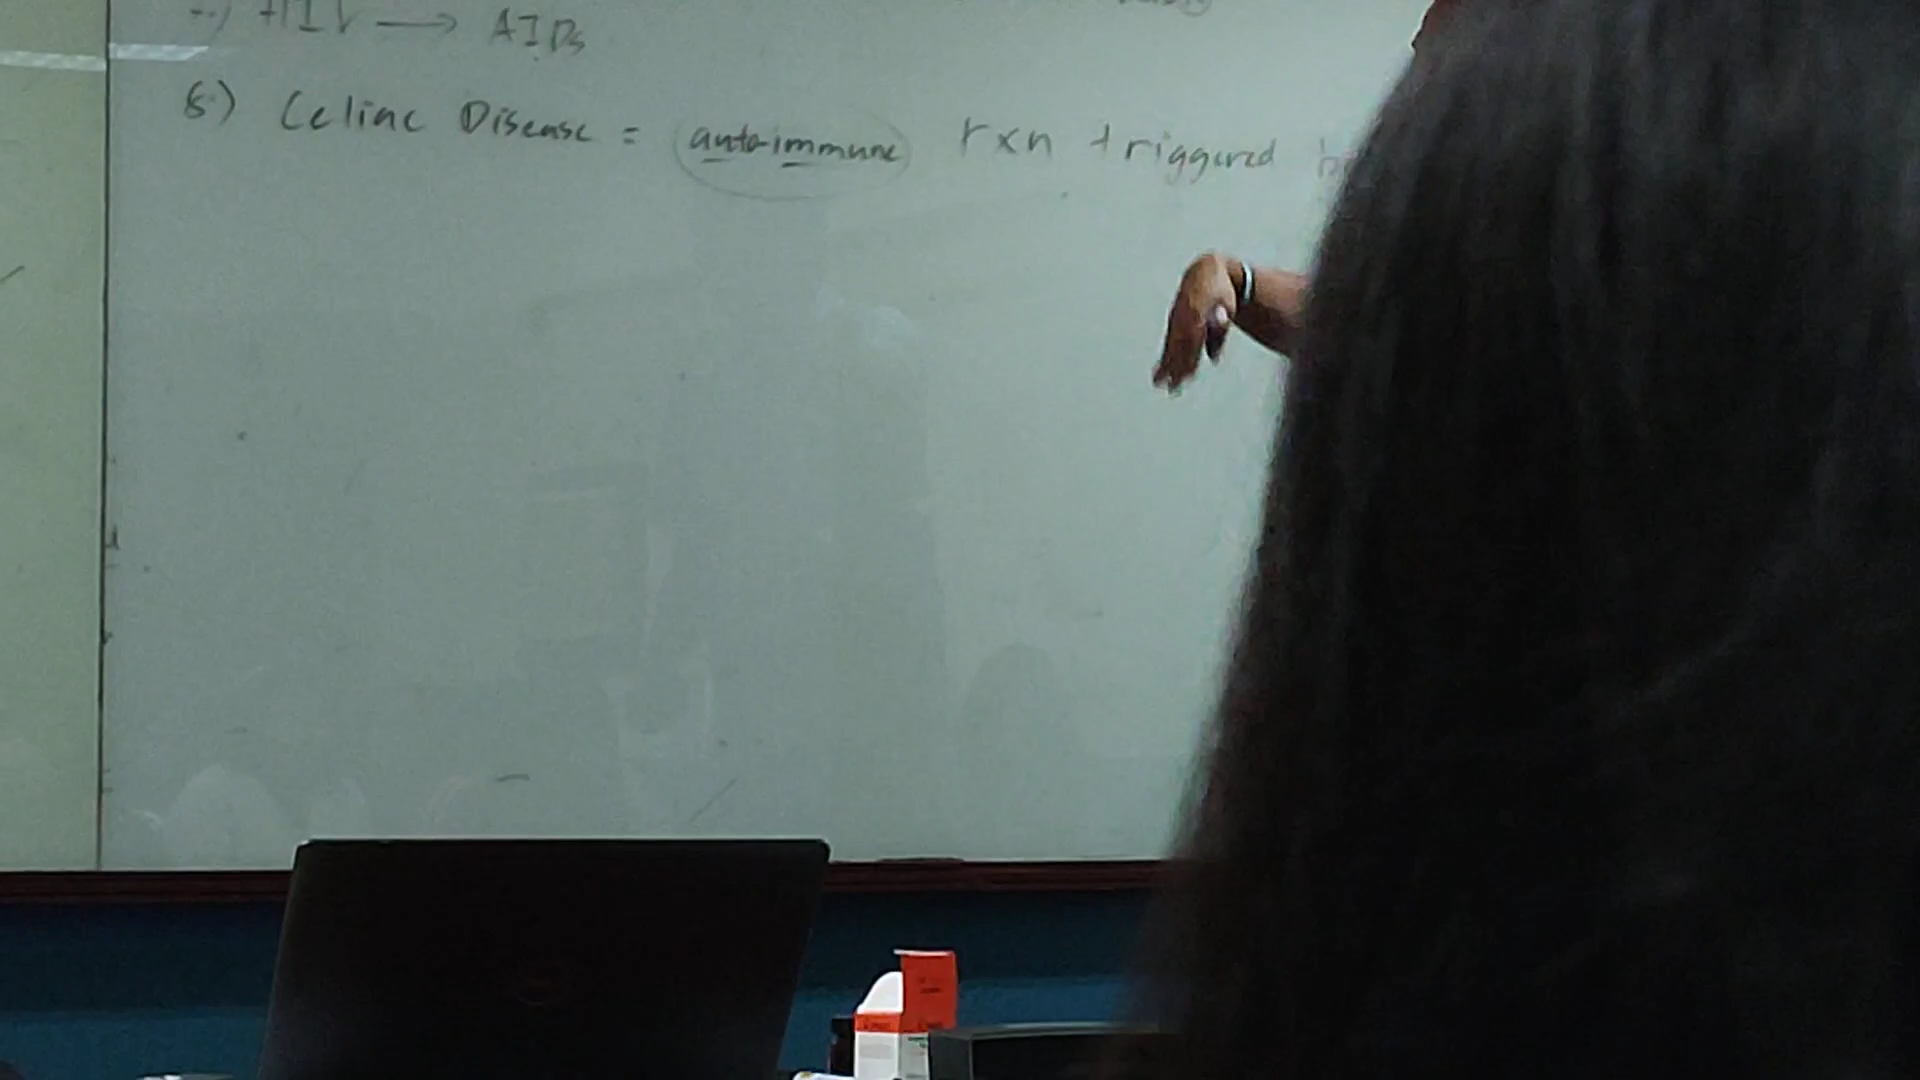 HIV → AIDs
8) Celiac Disease = auto-immune rxn triggered